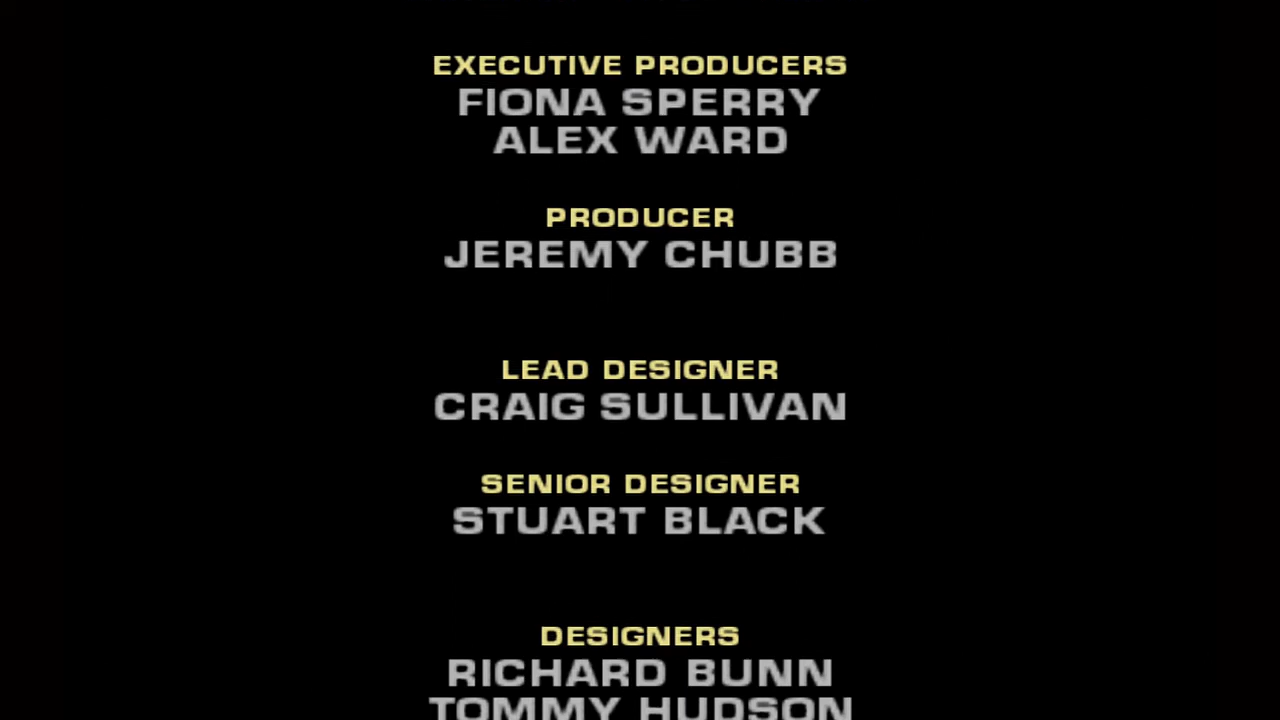 EXECUTIVE PRODUCERS
FIONA SPERRY
ALEX WARD
PRODUCER
JEREMY CHUBB
LEAD DESIGNER
CRAIG SULLIVAN
SENIOR DESIGNER
STUART BLACK
DESIGNERS
RICHARD BUNN
TOMMY HUDSON